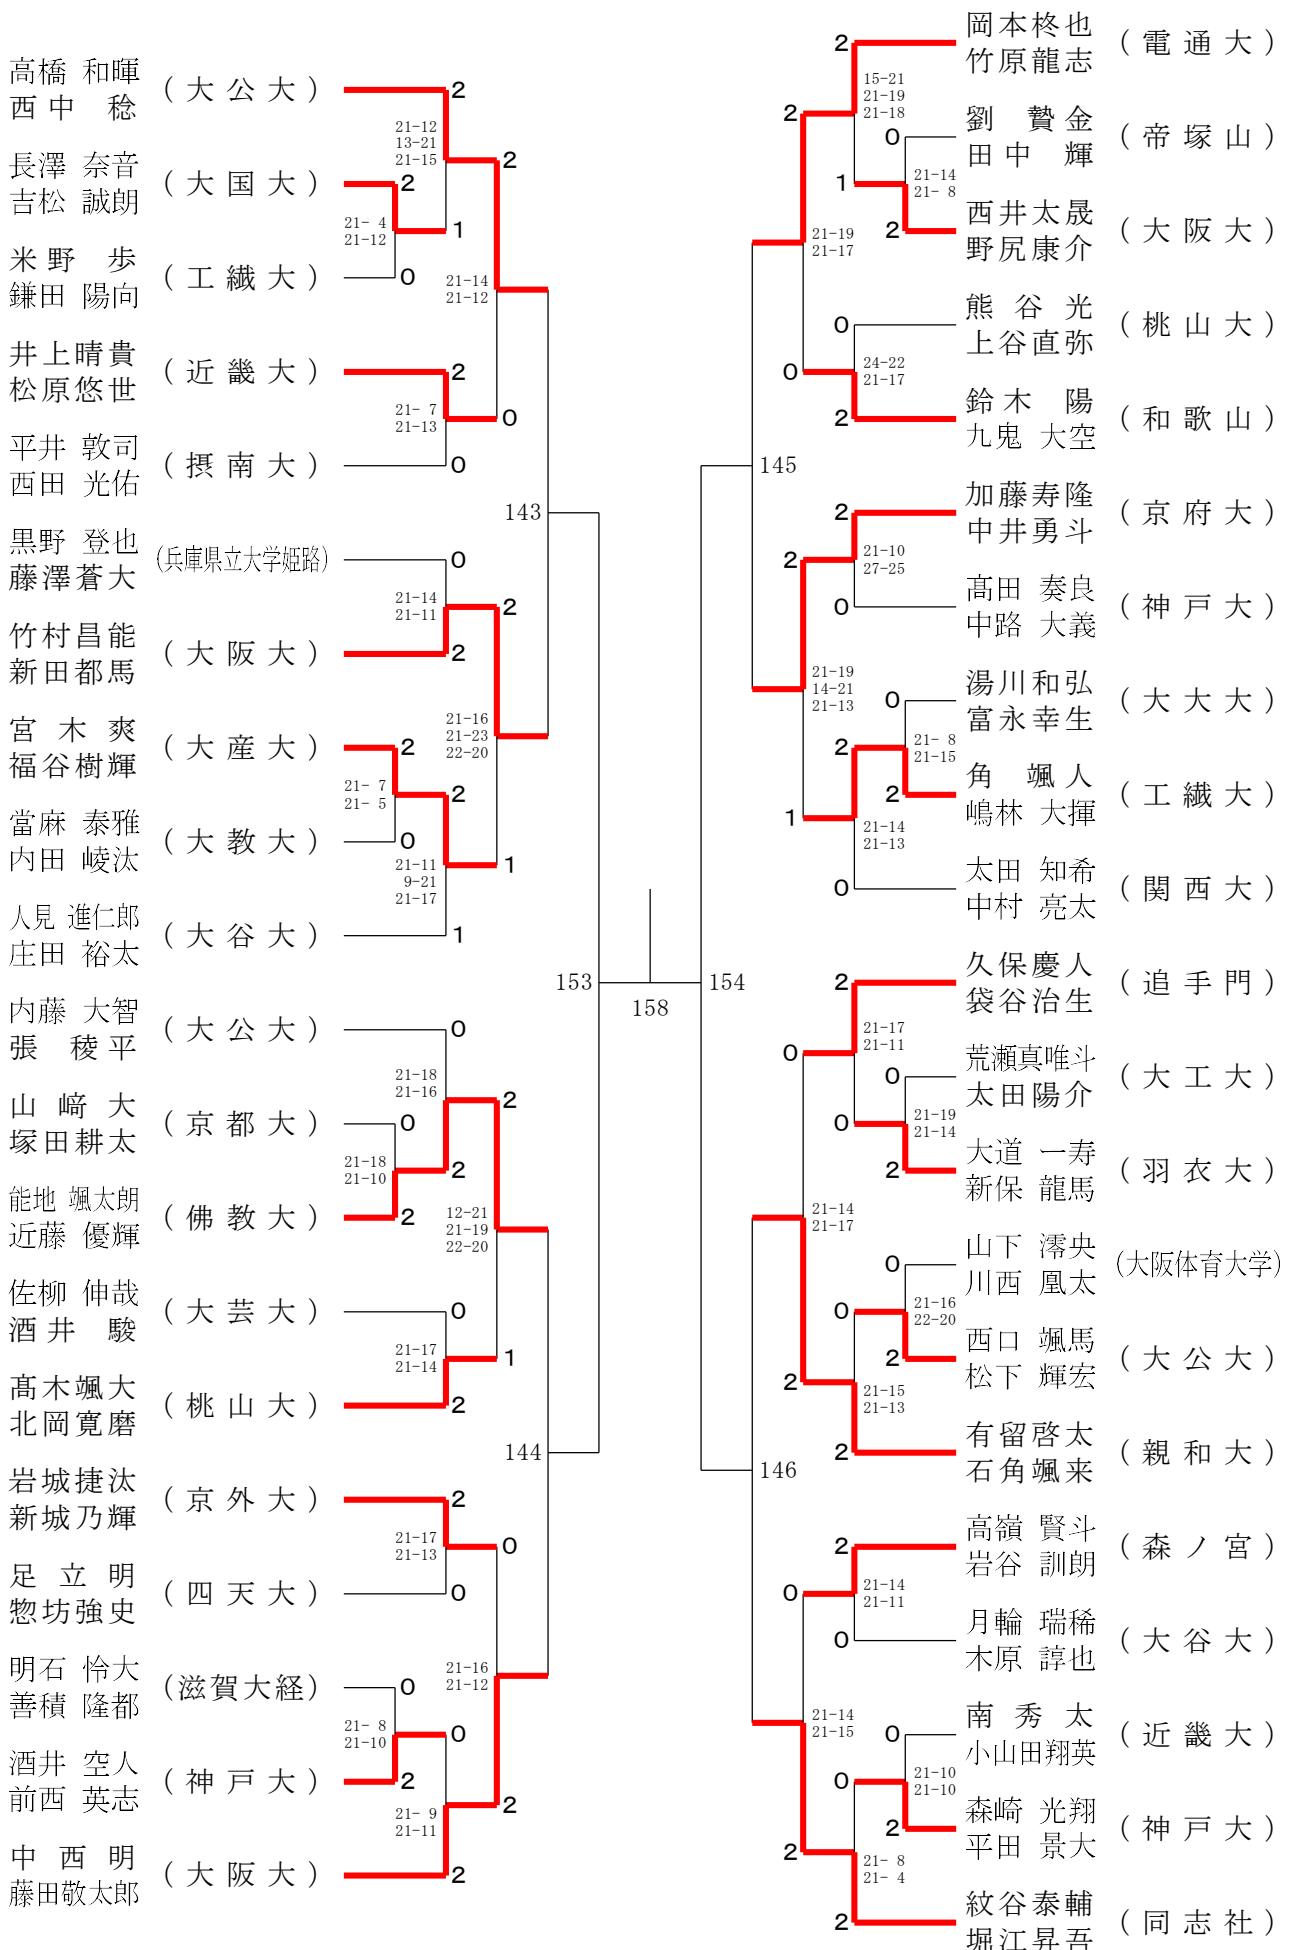 高橋 和暉
西中 稔
(大公大)
2
21-12
13-21
21-15
2
長澤 奈音
吉松 誠朗
(大国大)
2
21- 4
21-12
1
米野 歩
鎌田 陽向
(工繊大)
0
21-14
21-12
井上晴貴
松原悠世
(近畿大)
2
21- 7
21-13
0
平井 敦司
西田 光佑
(摂南大)
0
143
黒野 登也
藤澤蒼大
(兵庫県立大学姫路)
0
21-14
21-11
2
竹村昌能
新田都馬
(大阪大)
2
21-16
21-23
22-20
宮木爽
福谷樹輝
(大産大)
2
21- 7
21- 5
2
當麻 泰雅
内田 崚汰
(大教大)
0
21-11
9-21
21-17
1
人見 進仁郎
庄田 裕太
(大谷大)
1
153
内藤 大智
張 稜平
(大公大)
0
21-18
21-16
2
山﨑大
塚田耕太
(京都大)
0
21-18
21-10
2
能地 颯太朗
近藤 優輝
(佛教大)
2
12-21
21-19
22-20
佐柳 伸哉
酒井 駿
(大芸大)
0
21-17
21-14
1
髙木颯大
北岡寛磨
(桃山大)
2
144
岩城捷汰
新城乃輝
(京外大)
2
21-17
21-13
0
足立明
惣坊強史
(四天大)
0
明石 怜大
善積 隆都
(滋賀大経)
0
21- 8
21-10
0
21-16
21-12
酒井 空人
前西 英志
(神戸大)
2
21- 9
21-11
2
中西明
藤田敬太郎
(大阪大)
2
158
2
岡本柊也
竹原龍志
(電通大)
15-21
21-19
21-18
2
0
劉 贄金
田中 輝
(帝塚山)
21-14
21- 8
1
2
西井太晟
野尻康介
(大阪大)
21-19
21-17
0
熊谷光
上谷直弥
(桃山大)
24-22
21-17
0
2
鈴木 陽
九鬼 大空
(和歌山)
145
2
加藤寿隆
中井勇斗
(京府大)
21-10
27-25
2
0
髙田 奏良
中路 大義
(神戸大)
21-19
14-21
21-13
0
湯川和弘
富永幸生
(大大大)
21- 8
21-15
2
2
角 颯人
嶋林 大揮
(工繊大)
1
21-14
21-13
0
太田 知希
中村 亮太
(関西大)
154
2
久保慶人
袋谷治生
(追手門)
21-17
21-11
0
0
荒瀬真唯斗
太田陽介
(大工大)
21-19
21-14
0
2
大道 一寿
新保 龍馬
(羽衣大)
21-14
21-17
0
山下 澪央
川西 凰太
(大阪体育大学)
21-16
22-20
0
2
西口 颯馬
松下 輝宏
(大公大)
2
21-15
21-13
2
有留啓太
石角颯来
(親和大)
146
2
高嶺 賢斗
岩谷 訓朗
(森ノ宮)
21-14
21-11
0
0
月輪 瑞稀
木原 諄也
(大谷大)
21-14
21-15
0
南秀太
小山田翔英
(近畿大)
21-10
21-10
0
2
森崎 光翔
平田 景大
(神戸大)
2
21- 8
21- 4
2
紋谷泰輔
堀江昇吾
(同志社)